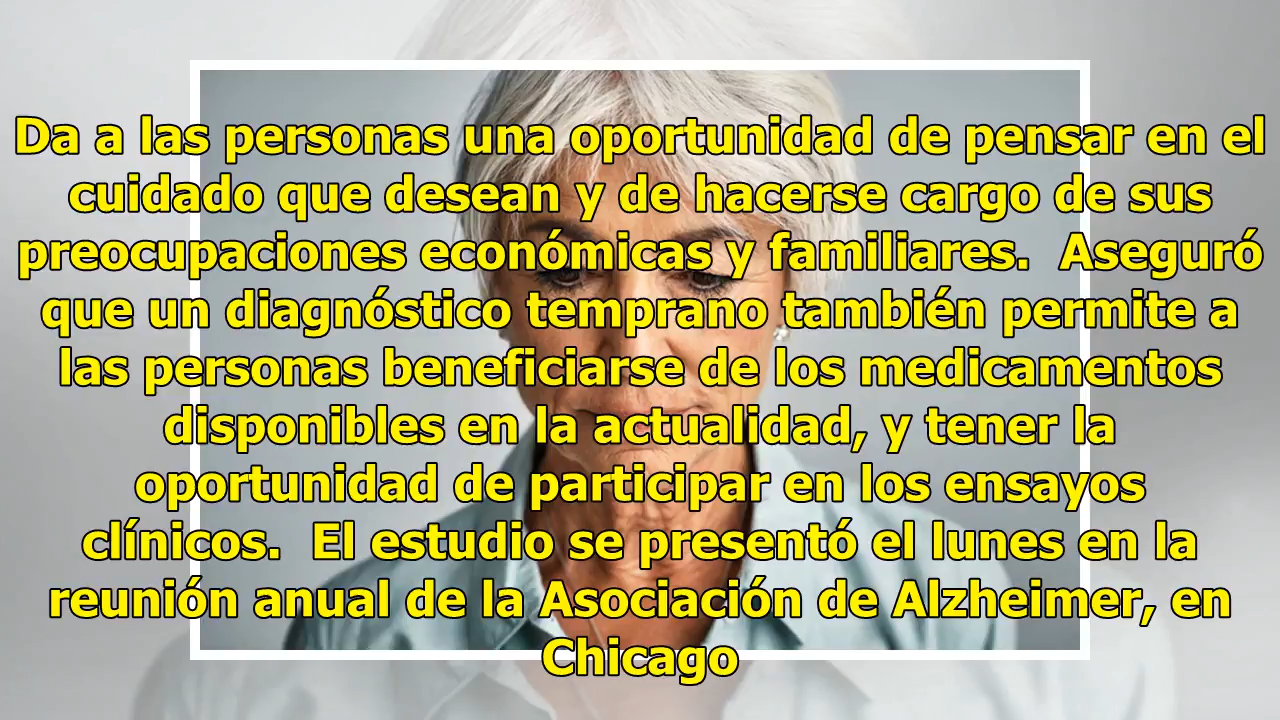 Da a las personas una oportunidad de pensar en el
cuidado que desean y de hacerse cargo de sus
preocupaciones económicas y familiares.  Aseguró
que un diagnóstico temprano también permite a
las personas beneficiarse de los medicamentos
disponibles en la actualidad, y tener la
oportunidad de participar en los ensayos
clínicos.  El estudio se presentó el lunes en la
reunión anual de la Asociación de Alzheimer, en
Chicago